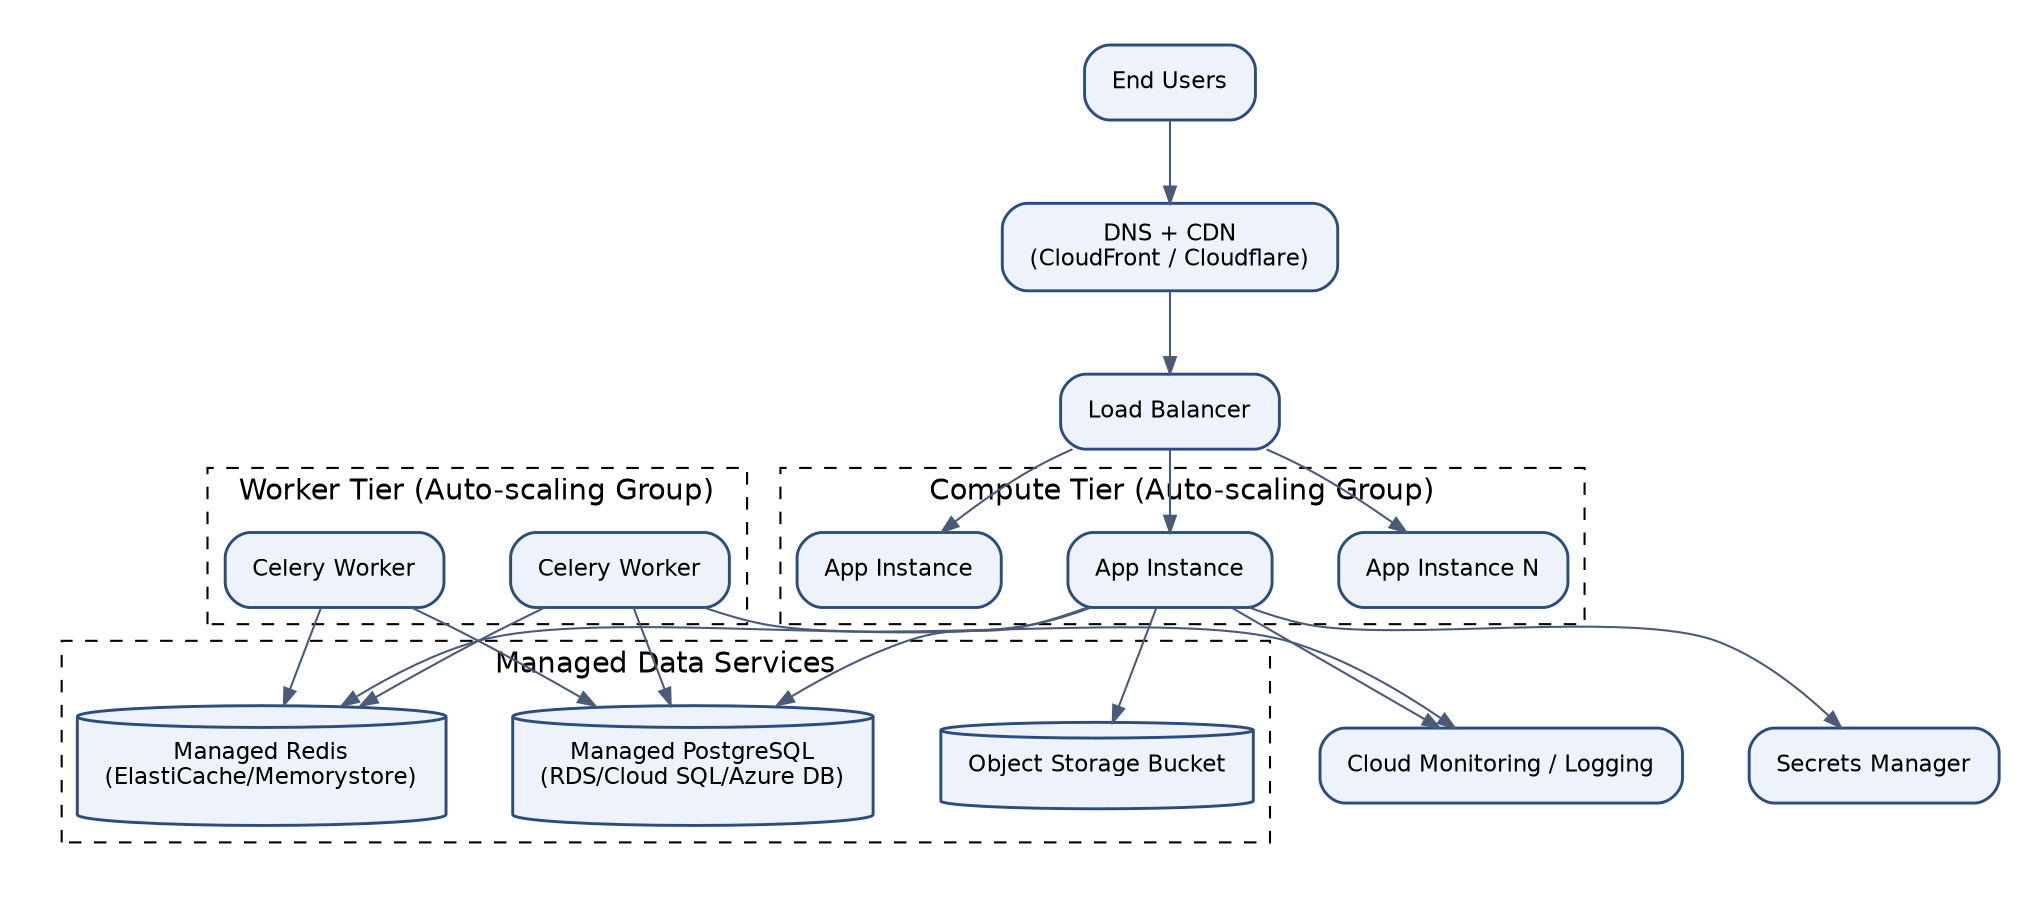 End Users
DNS + CDN
(CloudFront / Cloudflare)
Load Balancer
Worker Tier (Auto-scaling Group)
Compute Tier (Auto-scaling Group)
Celery Worker
Celery Worker
App Instance
App Instance
App Instance N
Managed Data Services
Managed Redis
(ElastiCache/Memorystore)
Managed PostgreSQL
(RDS/Cloud SQL/Azure DB)
Object Storage Bucket
Cloud Monitoring / Logging
Secrets Manager